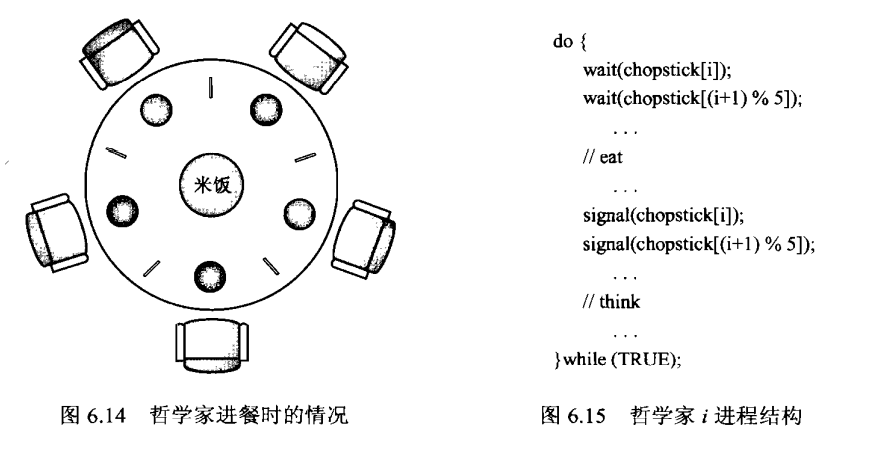 米饭
图 6.14 哲学家进餐时的情况
do {
wait(chopstick[i]);
wait(chopstick[(i+1) % 5]);
. . .
// eat
. . .
signal(chopstick[i]);
signal(chopstick[(i+1) % 5]);
. . .
// think
. . .
}while (TRUE);
图 6.15 哲学家 i 进程结构